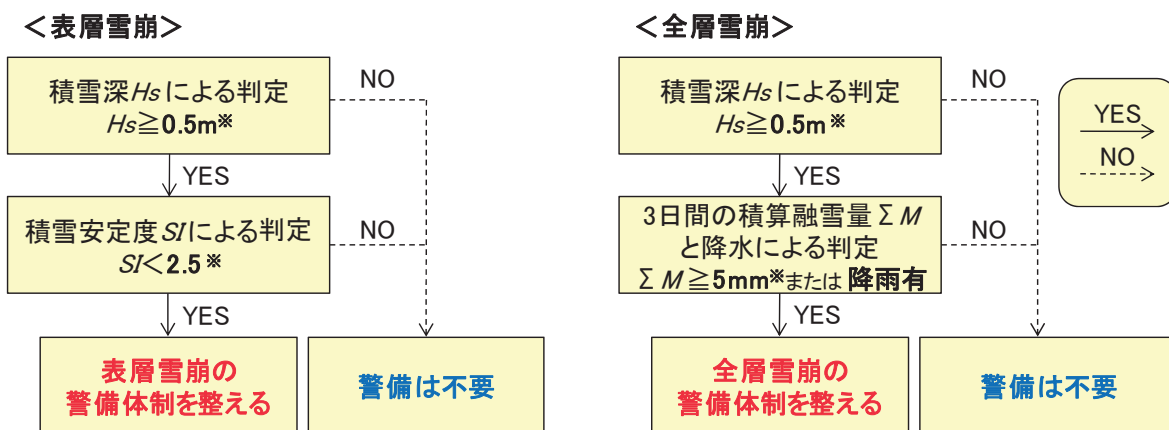 ＜表層雪崩＞
積雪深Hsによる判定
Hs≧0.5m※
NO
YES
積雪安定度SIによる判定
SI＜2.5※
NO
YES
表層雪崩の
警備体制を整える
警備は不要
＜全層雪崩＞
積雪深Hsによる判定
Hs≧0.5m※
NO
YES
3日間の積算融雪量ΣM
と降水による判定
ΣM≧5mm※または 降雨有
NO
YES
全層雪崩の
警備体制を整える
警備は不要
YES
NO